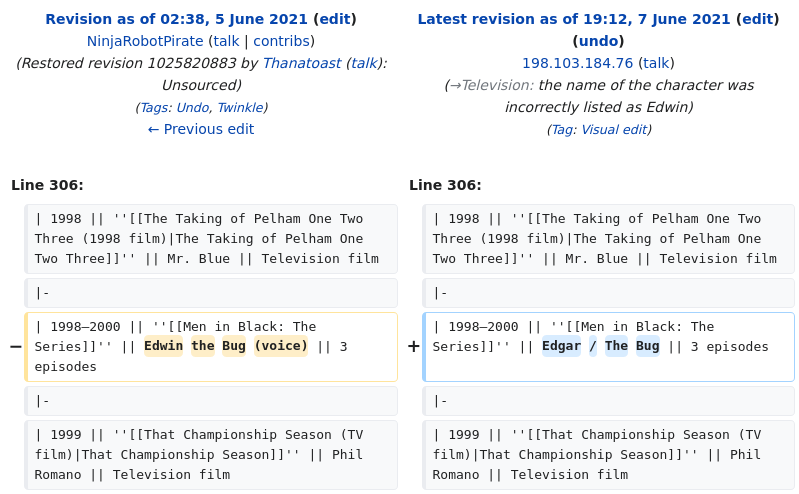 Revision as of 02:38, 5 June 2021 (edit)
NinjaRobotPirate (talk | contribs)
(Restored revision 1025820883 by Thanatoast (talk):
Unsourced)
(Tags: Undo, Twinkle)
← Previous edit
Latest revision as of 19:12, 7 June 2021 (edit)
(undo)
198.103.184.76 (talk)
(→Television: the name of the character was
incorrectly listed as Edwin)
(Tag: Visual edit)
Line 306:
Line 306:
| 1998 || ''[[The Taking of Pelham One Two
Three (1998 film)|The Taking of Pelham One
Two Three]]'' || Mr. Blue || Television film
| 1998 || ''[[The Taking of Pelham One Two
Three (1998 film)|The Taking of Pelham One
Two Three]]'' || Mr. Blue || Television film
|-
|-
− | 1998–2000 || ''[[Men in Black: The
Series]]'' || Edwin the Bug (voice) || 3
episodes
+ | 1998–2000 || ''[[Men in Black: The
Series]]'' || Edgar / The Bug || 3 episodes
|-
|-
| 1999 || ''[[That Championship Season (TV
film)|That Championship Season]]'' || Phil
Romano || Television film
| 1999 || ''[[That Championship Season (TV
film)|That Championship Season]]'' || Phil
Romano || Television film